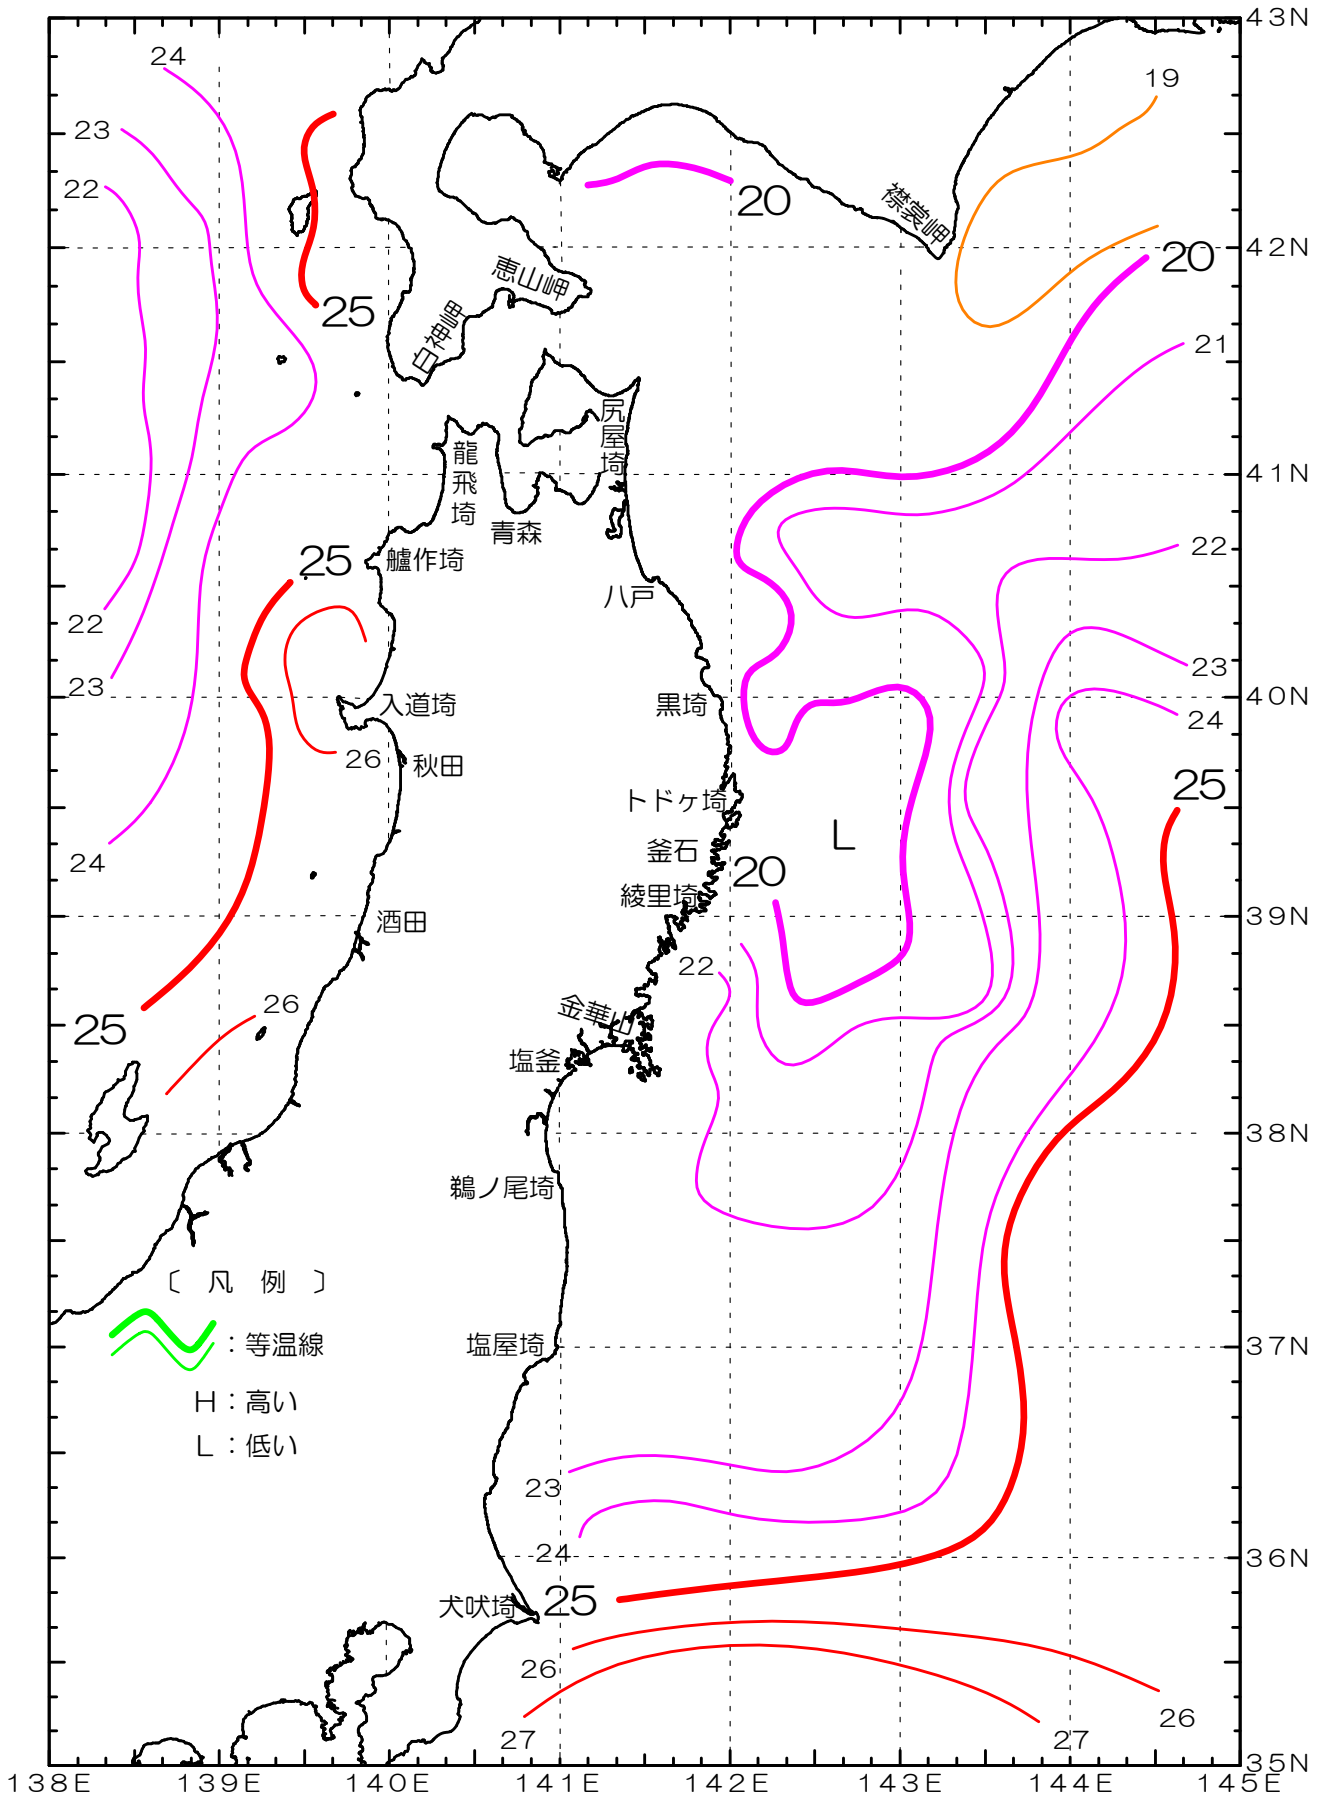 43N
24
19
23
22
20
襟裳岬
42N
20
恵山岬
25
白神岬
21
尻屋埼
龍飛埼
41N
青森
22
25
艫作埼
八戸
22
23
23
40N
入道埼
黒埼
24
26
秋田
25
トドヶ埼
L
24
釜石
20
綾里埼
酒田
39N
22
26
金華山
25
塩釜
38N
鵜ノ尾埼
〔 凡 例 〕
:等温線
塩屋埼
37N
H:高い
L:低い
23
24
36N
犬吠埼
25
26
26
27
27
35N
138E 139E 140E 141E 142E 143E 144E 145E